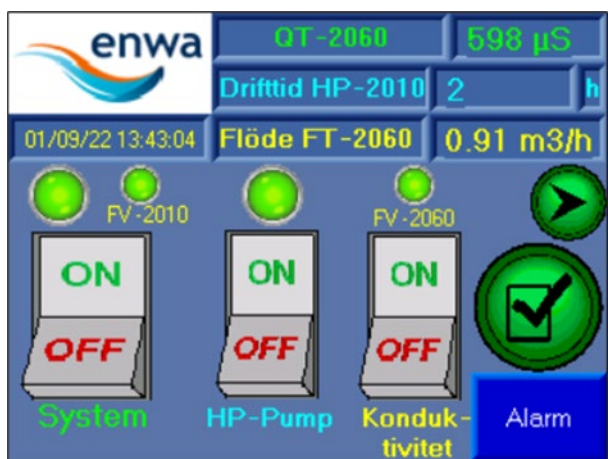 enwa
QT-2060 598 µS
Drifttid HP-2010 2 h
01/09/22 13:43:04 Flöde FT-2060 0.91 m3/h
FV-2010 FV-2060
ON ON ON
OFF OFF OFF
System HP-Pump Konduk-
tivitet
Alarm